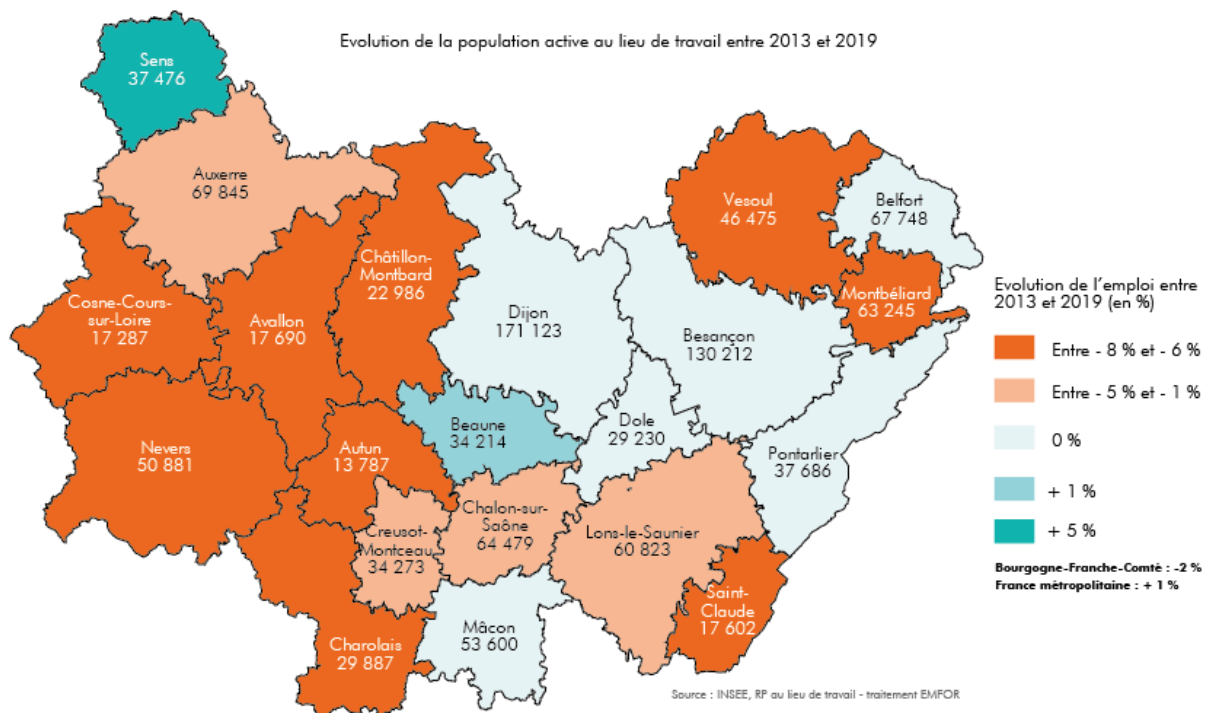 Evolution de la population active au lieu de travail entre 2013 et 2019
Sens
37 476
Auxerre
69 845
Vesoul
46 475
Belfort
67 748
Châtillon-
Montbard
22 986
Montbéliard
63 245
Cosne-Cours-
sur-Loire
17 287
Avallon
17 690
Dijon
171 123
Besançon
130 212
Nevers
50 881
Autun
13 787
Beaune
34 214
Dole
29 230
Pontarlier
37 686
Creusot-
Montceau
34 273
Chalon-sur-
Saône
64 479
Lons-le-Saunier
60 823
Saint-
Claude
17 602
Charolais
29 887
Mâcon
53 600
Evolution de l'emploi entre
2013 et 2019 (en %)
Entre - 8 % et - 6 %
Entre - 5 % et - 1 %
0 %
+ 1 %
+ 5 %
Bourgogne-Franche-Comté : -2 %
France métropolitaine : + 1 %
Source : INSEE, RP au lieu de travail - traitement EMFOR